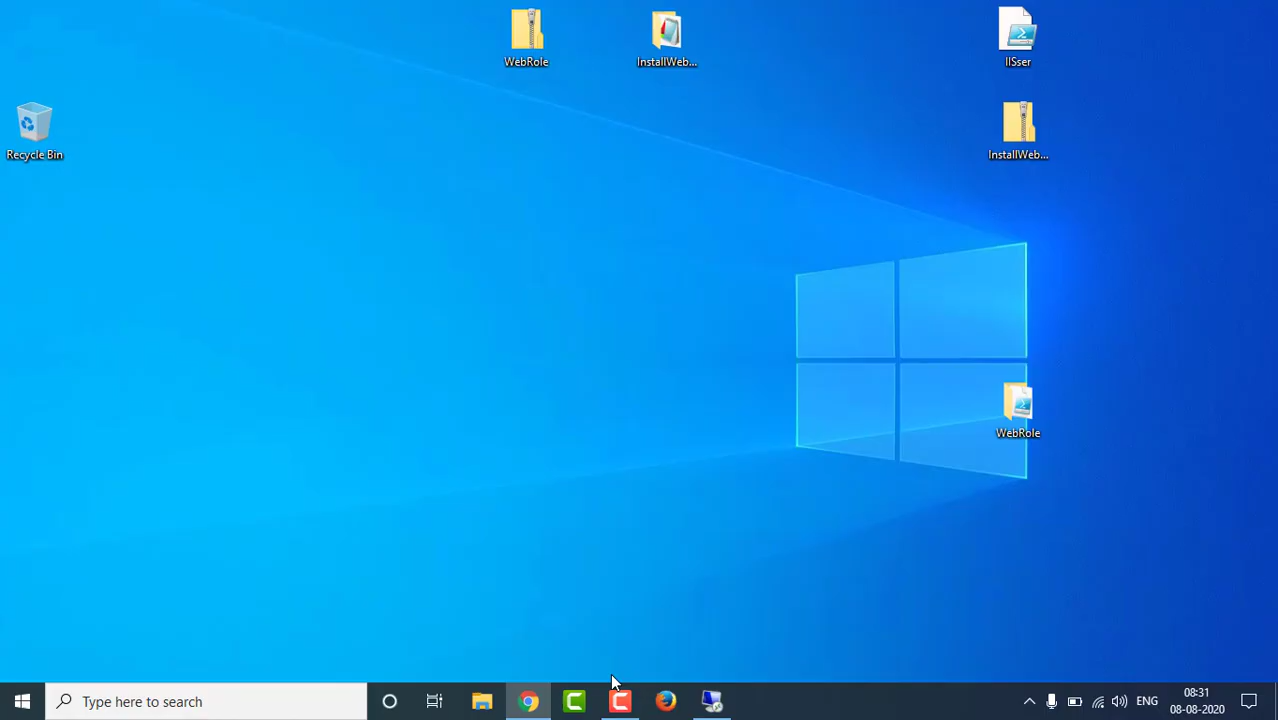 WebRole
InstallWeb...
IISser
InstallWeb...
Recycle Bin
WebRole
Type here to search
ENG
08:31
08-08-2020